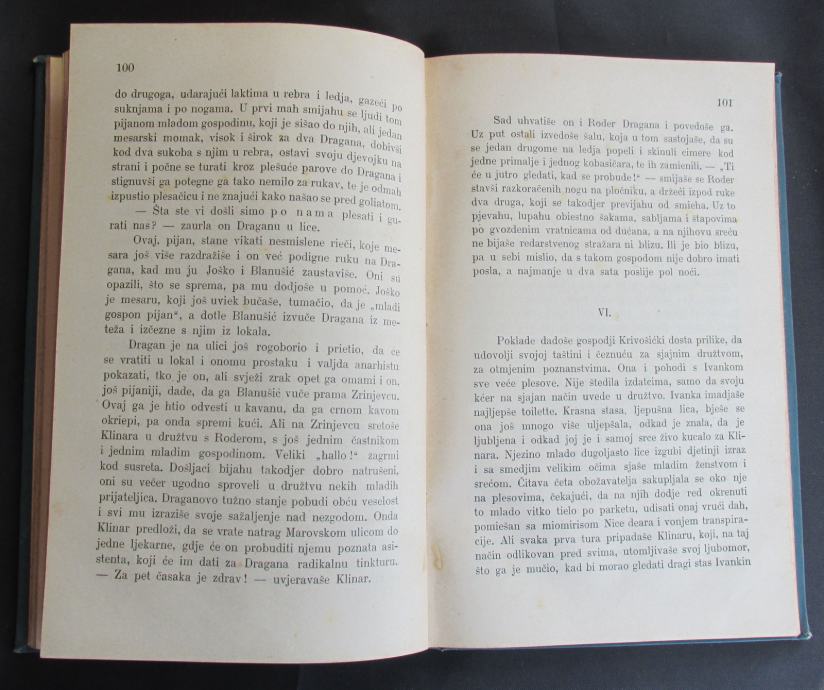 100
do drugoga, udarajući laktima u rebra i ledja, gazeći po
suknjama i po nogama. U prvi mah smijahu se ljudi tom
pijanom mladom gospodinu, koji je sišao do njih, ali jedan
mesarski momak, visok i širok za dva Dragana, dobivši
kod dva sukoba s njim u rebra, ostavi svoju djevojku na
strani i počne se turati kroz plešuće parove do Dragana i
stignuvši ga potegne ga tako nemilo za rukav, te je odmah
izpustio plesačicu i ne znajući kako našao se pred goliatom.
— Šta ste vi došli simo po nama plesati i gu-
rati nas? — zaurla on Draganu u lice.
Ovaj, pijan, stane vikati nesmislene rieči, koje me-
sara još više razdražiše i on već podigne ruku na Dra-
gana, kad mu ju Joško i Blanušić zaustaviše. Oni su
opazili, što se sprema, pa mu dodjoše u pomoć. Joško
je mesaru, koji još uviek bučaše, tumačio, da je „mladi
gospon pijan“, a dotle Blanušić izvuče Dragana iz me-
teža i izčezne s njim iz lokala.
Dragan je na ulici još rogoborio i prietio, da će
se vratiti u lokal i onomu prostaku i valjda anarhistu
pokazati, tko je on, ali svježi zrak opet ga omami i on,
još pijaniji, dade, da ga Blanušić vuče prama Zrinjevcu.
Ovaj ga je htio odvesti u kavanu, da ga crnom kavom
okriepi, pa onda spremi kući. Ali na Zrinjevcu sretoše
Klinara u družtvu s Roderom, s još jednim častnikom
i jednim mladim gospodinom. Veliki „hallo!“ zagrmi
kod susreta. Došljaci bijahu takodjer dobro natrušeni,
oni su večer ugodno sproveli u družtvu nekih mladih
prijateljica. Draganovo tužno stanje pobudi obću veselost
i svi mu izraziše svoje sažaljenje nad nezgodom. Onda
Klinar predloži, da se vrate natrag Marovskom ulicom do
jedne ljekarne, gdje će on probuditi njemu poznata asi-
stenta, koji će im dati za Dragana radikalnu tinkturu.
— Za pet časaka je zdrav! — uvjeravaše Klinar.
101
Sad uhvatiše on i Roder Dragana i povedoše ga.
Uz put ostali izvedoše šalu, koja u tom sastojaše, da su
se jedan drugome na ledja popeli i skinuli cimere kod
jedne primalje i jednog kobasičara, te ih zamienili. — „Ti
će u jutro gledati, kad se probude!“ — smijaše se Roder
stavši razkoračenih nogu na pločniku, a držeći izpod ruke
dva druga, koji se takodjer previjahu od smieha. Uz to
pjevahu, lupahu obiestno šakama, sabljama i štapovima
po gvozdenim vratnicama od dućana, a na njihovu sreću
ne bijaše redarstvenog stražara ni blizu. Ili je bio blizu,
pa u sebi mislio, da s takom gospodom nije dobro imati
posla, a najmanje u dva sata poslije pol noći.
VI.
Poklade dadoše gospodji Krivošićki dosta prilike, da
udovolji svojoj taštini i čeznuću za sjajnim družtvom,
za otmjenim poznanstvima. Ona i pohodi s Ivankom
sve veće plesove. Nije štedila izdateima, samo da svoju
kćer na sjajan način uvede u družtvo. Ivanka imadjaše
najljepše toilette. Krasna stasa, ljepušna lica, bješe se
ona još mnogo više uljepšala, odkad je znala, da je
ljubljena i odkad joj je i samoj srce živo kucalo za Kli-
nara. Njezino mlado dugoljasto lice izgubi djetinji izraz
i sa smedjim velikim očima sjaše mladim ženstvom i
srećom. Čitava četa obožavatelja sakupljala se oko nje
na plesovima, čekajući, da na njih dodje red okrenuti
to mlado vitko tielo po parketu, udisati onaj vrući dah,
pomiešan sa miomirisom Nice deara i vonjem transpira-
cije. Ali svaka prva tura pripadaše Klinaru, koji, na taj
način odlikovan pred svima, utomljivaše svoj ljubomor,
što ga je mučio, kad bi morao gledati dragi stas Ivankin